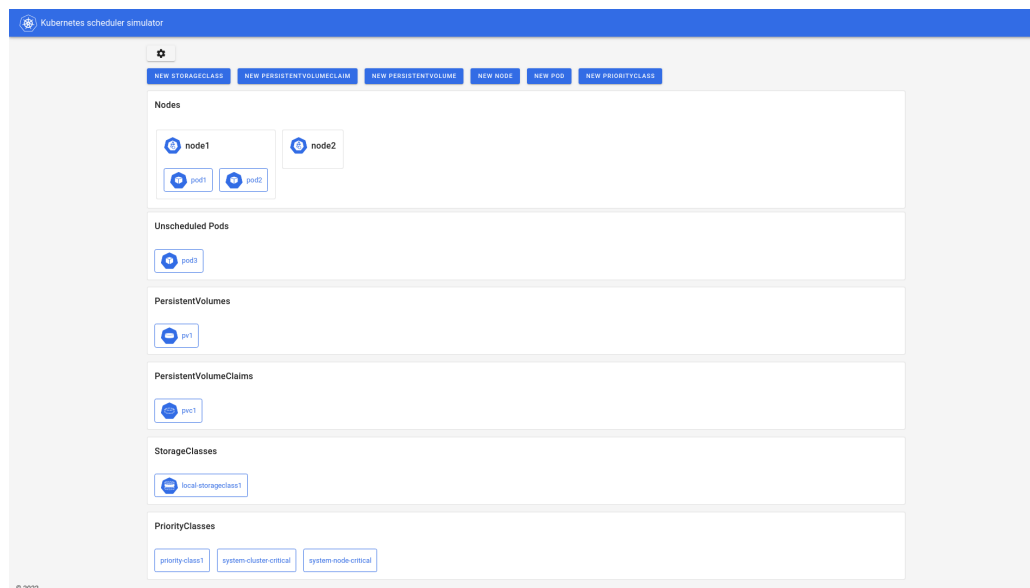 Kubernetes scheduler simulator
NEW STORAGECLASS NEW PERSISTENTVOLUMECLAIM NEW PERSISTENTVOLUME NEW NODE NEW POD NEW PRIORITYCLASS
Nodes
node1 node2
pod1 pod2
Unscheduled Pods
pod3
PersistentVolumes
pv1
PersistentVolumeClaims
pvc1
StorageClasses
local-storageclass1
PriorityClasses
priority-class1 system-cluster-critical system-node-critical